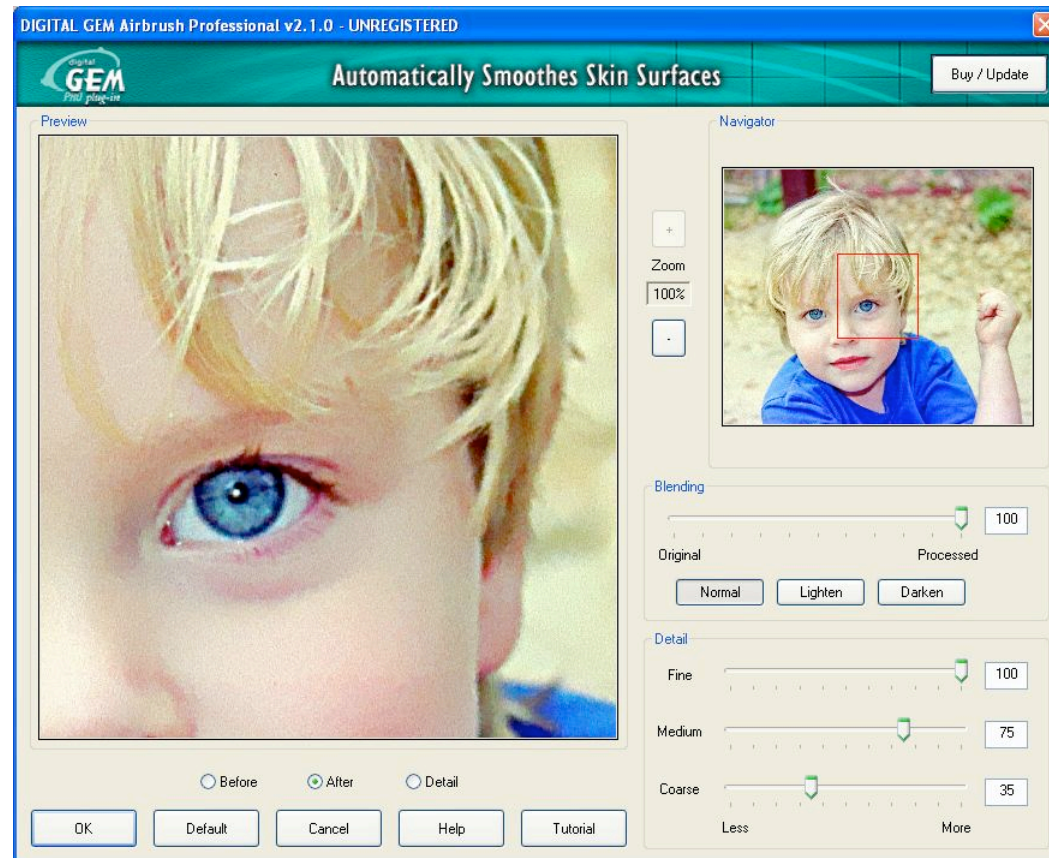 DIGITAL GEM Airbrush Professional v2.1.0 - UNREGISTERED
digital
GEM
PRO plug-in
Automatically Smoothes Skin Surfaces
Buy / Update
Preview
Navigator
+
Zoom
100%
-
Blending
100
Original Processed
Normal Lighten Darken
Detail
Fine 100
Medium 75
Coarse 35
Less More
Before After Detail
OK Default Cancel Help Tutorial